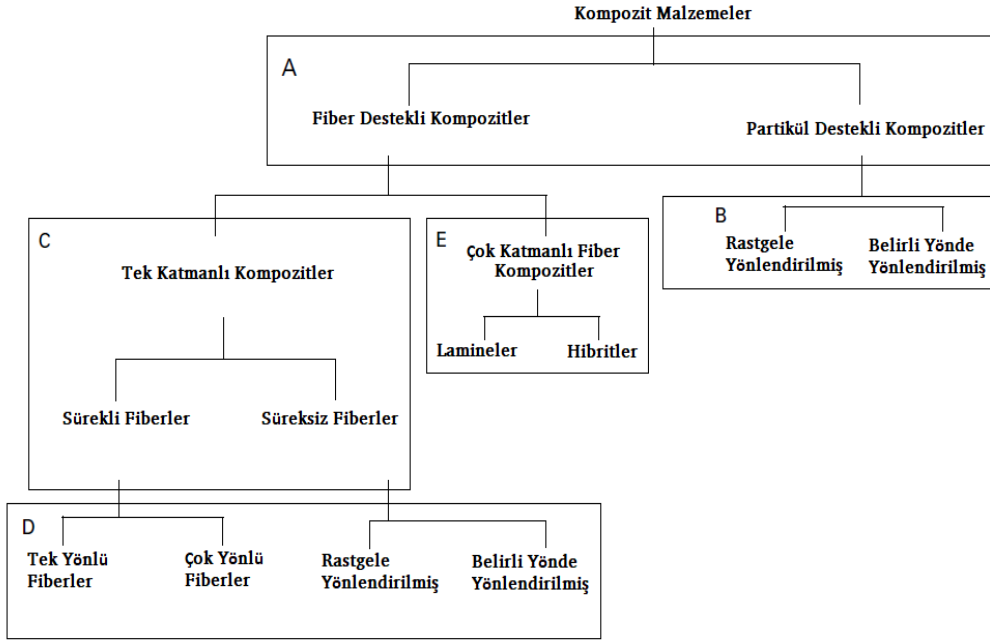 Kompozit Malzemeler
A
Fiber Destekli Kompozitler
Partikül Destekli Kompozitler
B
Rastgele
Yönlendirilmiş
Belirli Yönde
Yönlendirilmiş
C
Tek Katmanlı Kompozitler
Sürekli Fiberler
Süreksiz Fiberler
E
Çok Katmanlı Fiber
Kompozitler
Lamineler
Hibritler
D
Tek Yönlü
Fiberler
Çok Yönlü
Fiberler
Rastgele
Yönlendirilmiş
Belirli Yönde
Yönlendirilmiş